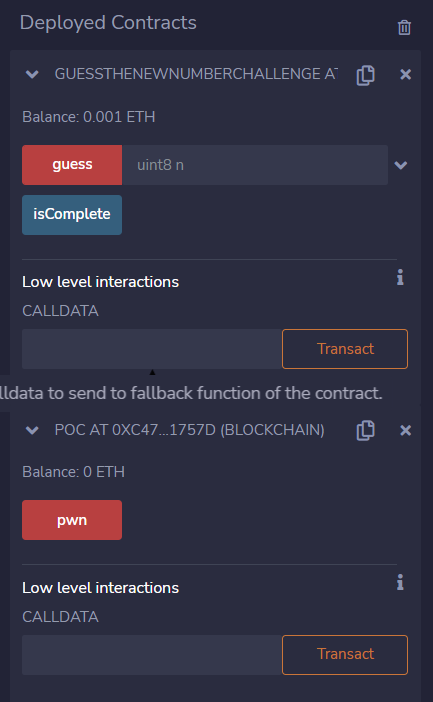 Deployed Contracts
GUESSTHENEWNUMBERCHALLENGE AT
Balance: 0.001 ETH
guess uint8 n
isComplete
Low level interactions
CALLDATA
Transact
lldata to send to fallback function of the contract.
POC AT 0XC47...1757D (BLOCKCHAIN)
Balance: 0 ETH
pwn
Low level interactions
CALLDATA
Transact